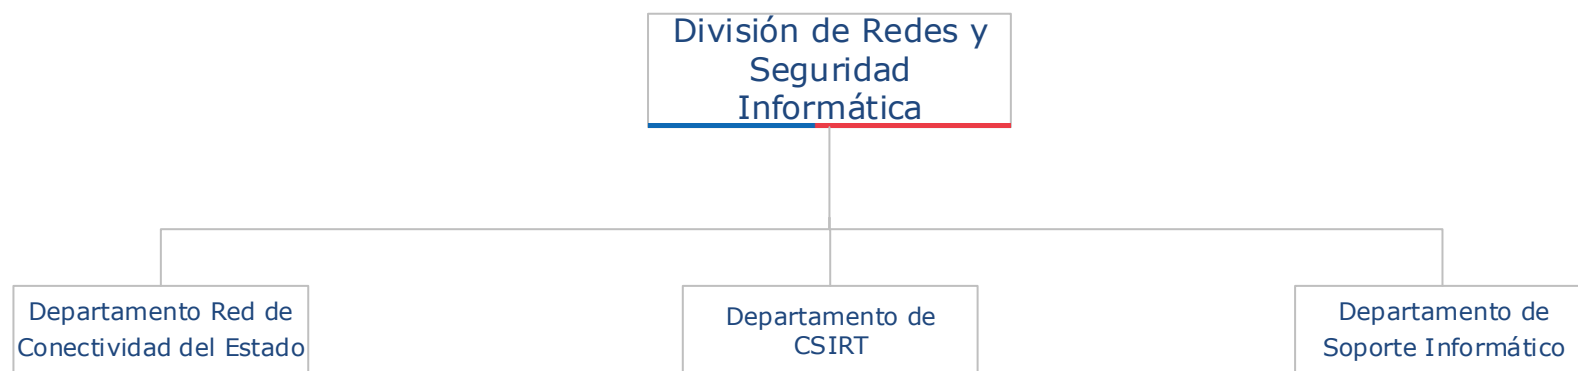 División de Redes y
Seguridad
Informática
Departamento Red de
Conectividad del Estado
Departamento de
CSIRT
Departamento de
Soporte Informático